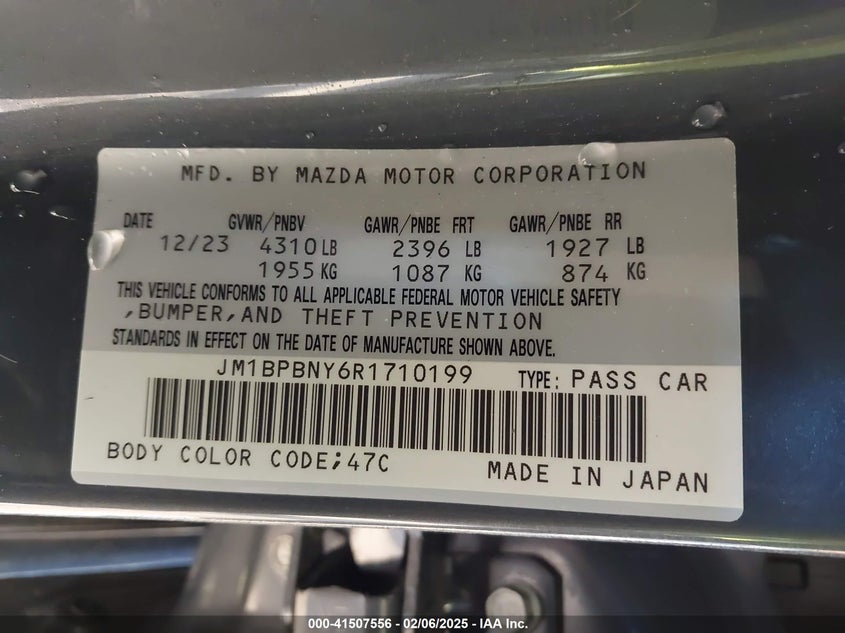 MFD. BY MAZDA MOTOR CORPORATION
DATE GVWR/PNBV GAWR/PNBE FRT GAWR/PNBE RR
12/23 4310 LB 2396 LB 1927 LB
1955 KG 1087 KG 874 KG
THIS VEHICLE CONFORMS TO ALL APPLICABLE FEDERAL MOTOR VEHICLE SAFETY
,BUMPER,AND THEFT PREVENTION
STANDARDS IN EFFECT ON THE DATE OF MANUFACTURE SHOWN ABOVE.
JM1BPBNY6R1710199 TYPE: PASS CAR
BODY COLOR CODE;47C
MADE IN JAPAN
000-41507556 - 02/06/2025 - IAA Inc.